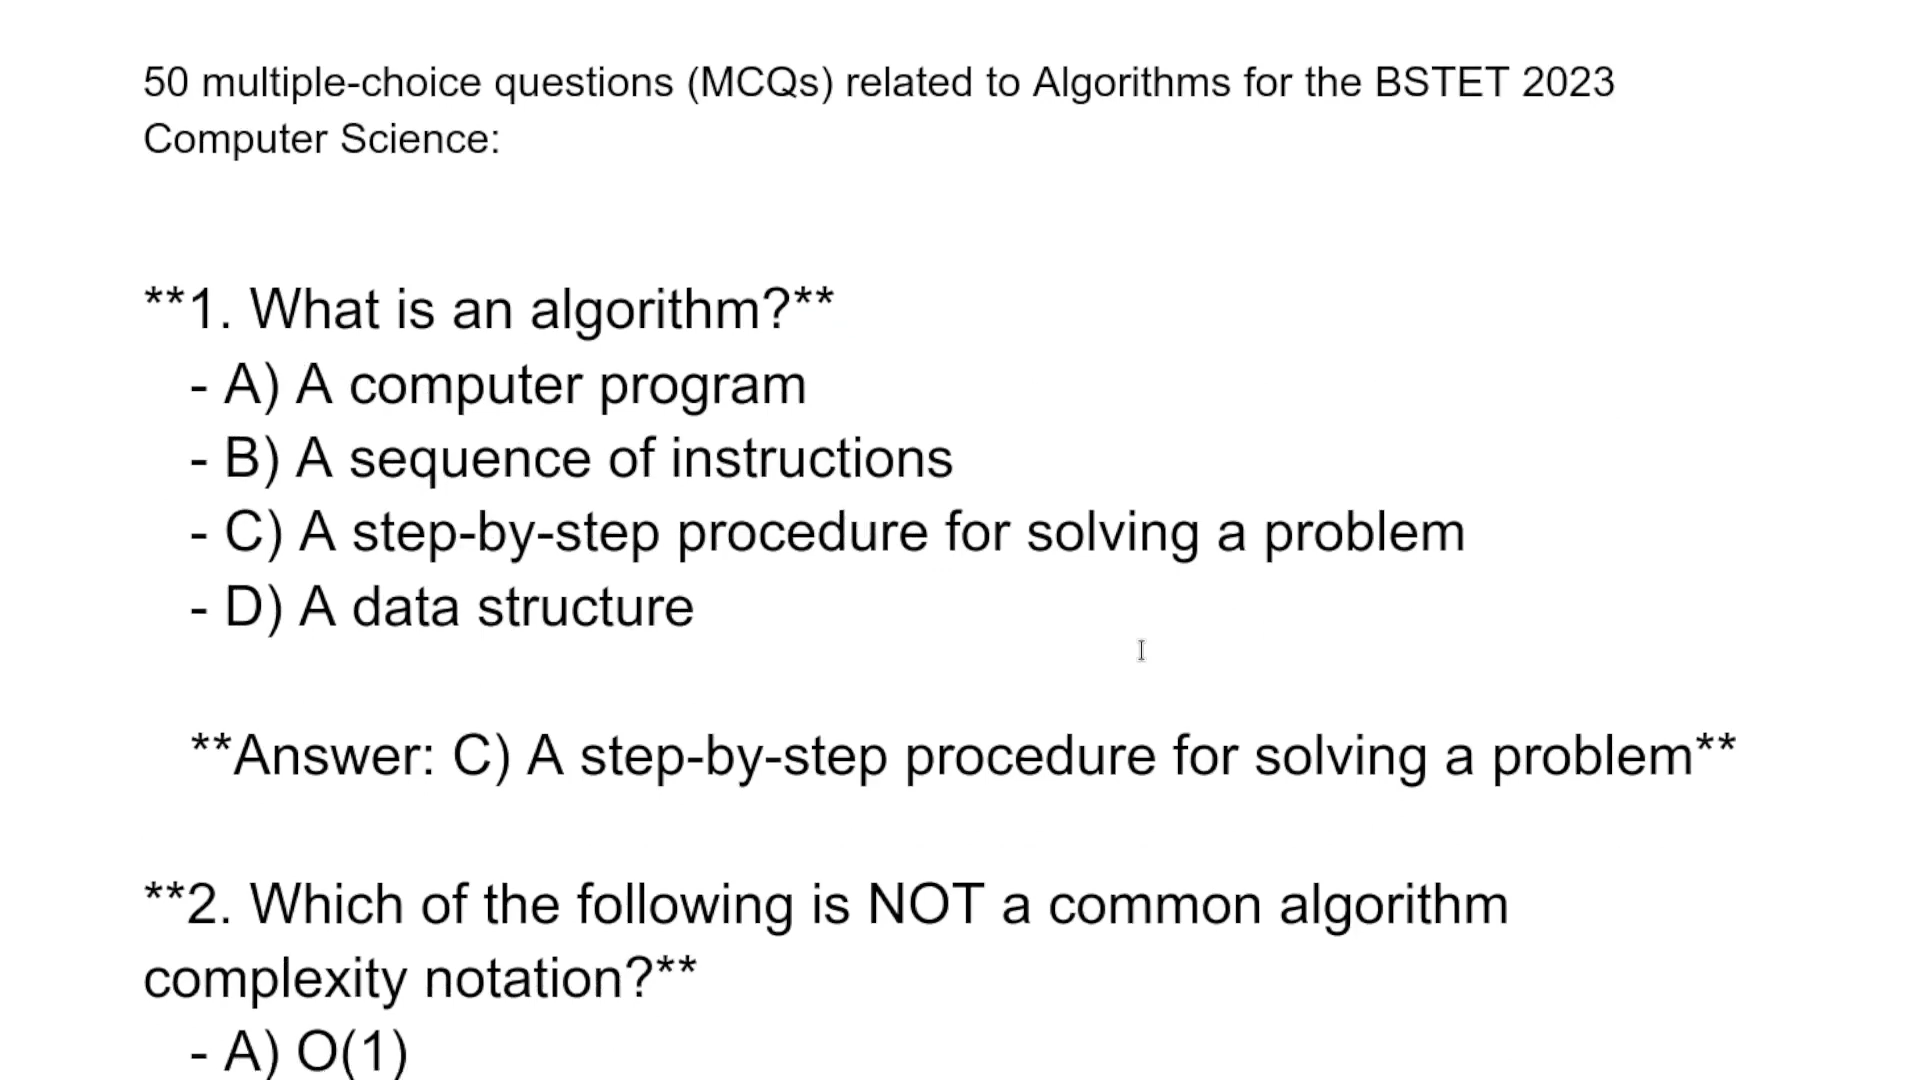 50 multiple-choice questions (MCQs) related to Algorithms for the BSTET 2023
Computer Science:
**1. What is an algorithm?**
- A) A computer program
- B) A sequence of instructions
- C) A step-by-step procedure for solving a problem
- D) A data structure
**Answer: C) A step-by-step procedure for solving a problem**
**2. Which of the following is NOT a common algorithm
complexity notation?**
- A) O(1)